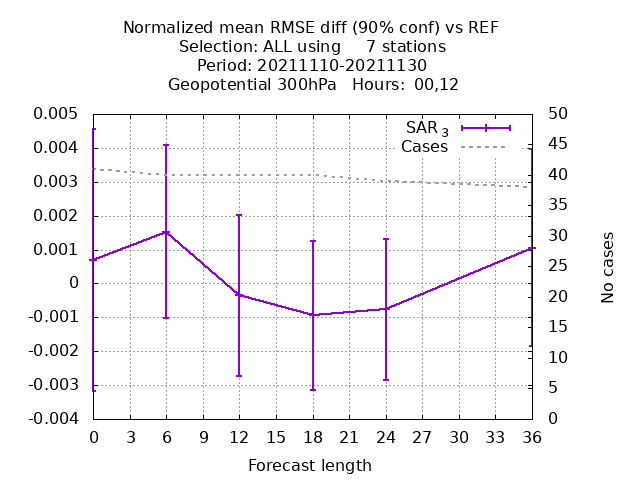 Normalized mean RMSE diff (90% conf) vs REF
Selection: ALL using     7 stations
Period: 20211110-20211130
Geopotential 300hPa   Hours: 00,12
SAR 3
Cases
0.005
0.004
0.003
0.002
0.001
0
-0.001
-0.002
-0.003
-0.004
50
45
40
35
30
25
20
15
10
5
0
No cases
0 3 6 9 12 15 18 21 24 27 30 33 36
Forecast length